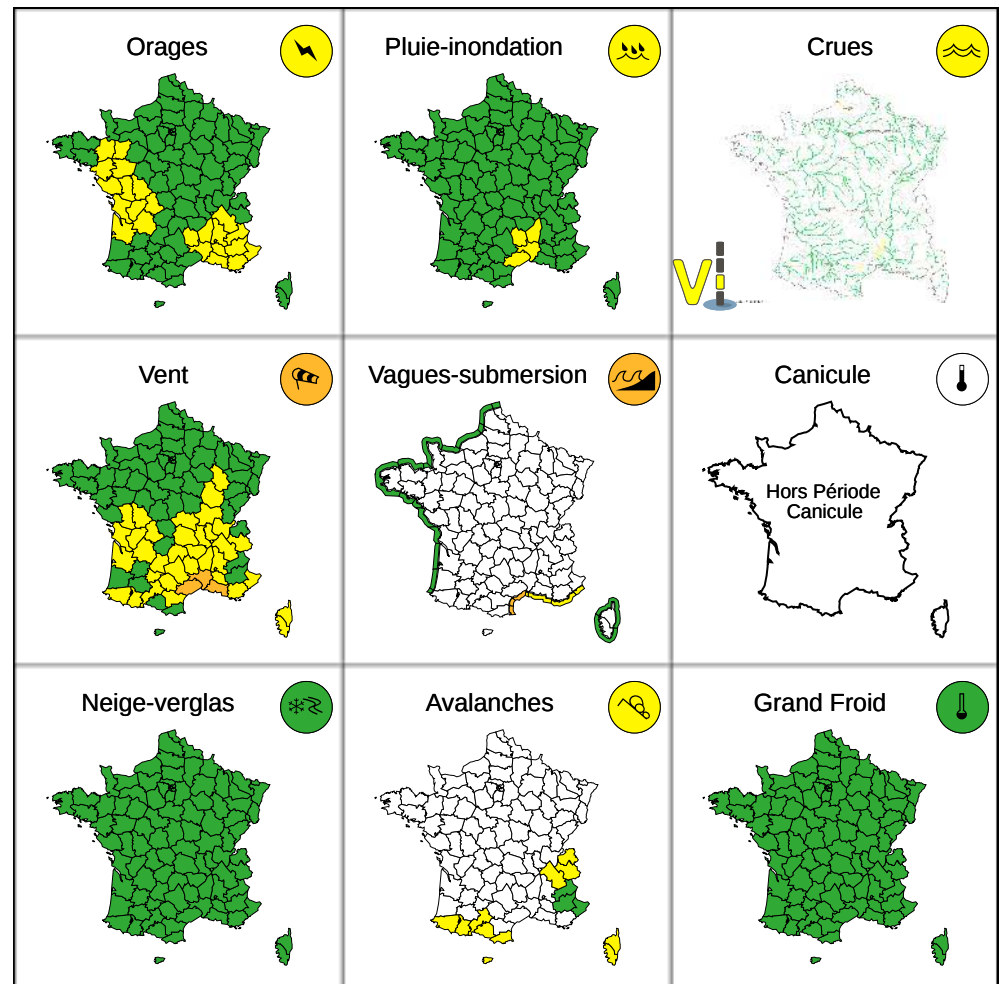 Orages
Pluie-inondation
Crues
Vent
Vagues-submersion
Canicule
Hors Période
Canicule
Neige-verglas
Avalanches
Grand Froid